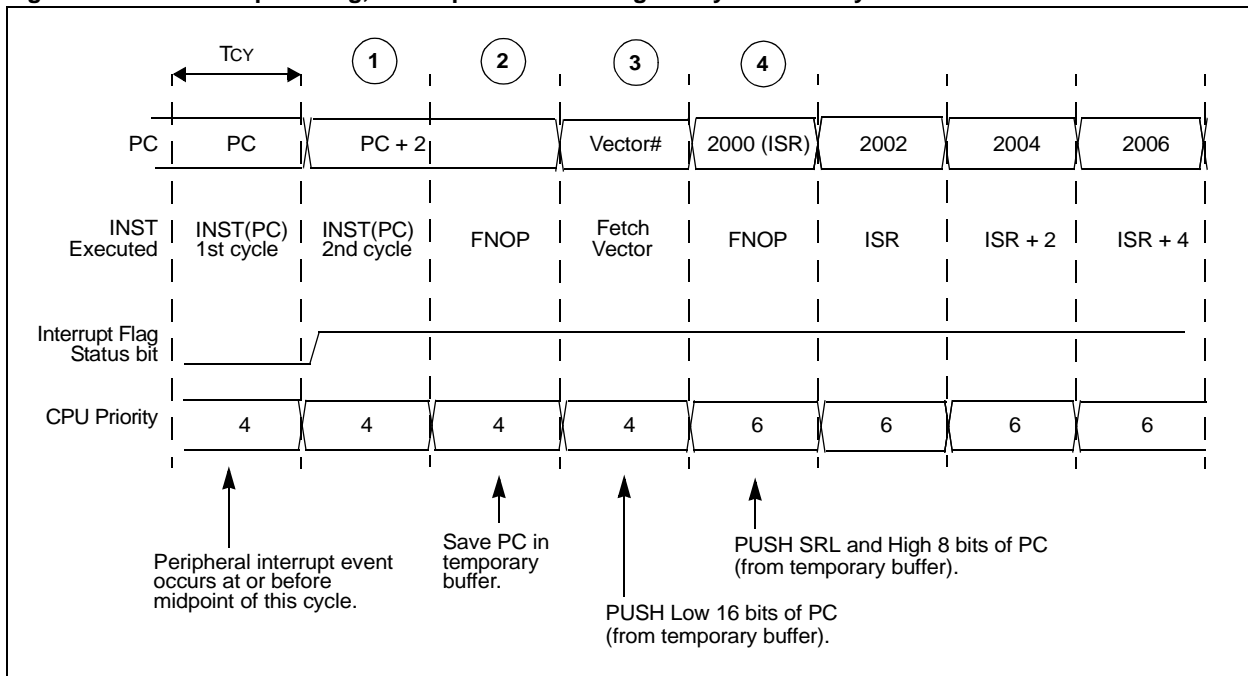 TCY
1
2
3
4
PC
PC
PC + 2
Vector#
2000 (ISR)
2002
2004
2006
INST
Executed
INST(PC)
1st cycle
INST(PC)
2nd cycle
FNOP
Fetch
Vector
FNOP
ISR
ISR + 2
ISR + 4
Interrupt Flag
Status bit
CPU Priority
4
4
4
4
6
6
6
6
Peripheral interrupt event
occurs at or before
midpoint of this cycle.
Save PC in
temporary
buffer.
PUSH Low 16 bits of PC
(from temporary buffer).
PUSH SRL and High 8 bits of PC
(from temporary buffer).